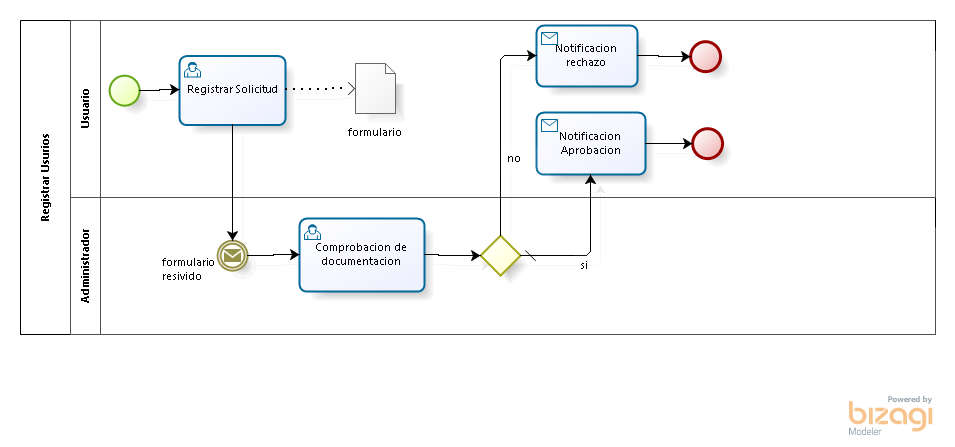 Registrar Usurios
Usuario
Administrador
Registrar Solicitud
formulario
Notificacion
rechazo
Notificacion
Aprobacion
no
formulario
resivido
Comprobacion de
documentacion
si
Powered by
bizagi
Modeler